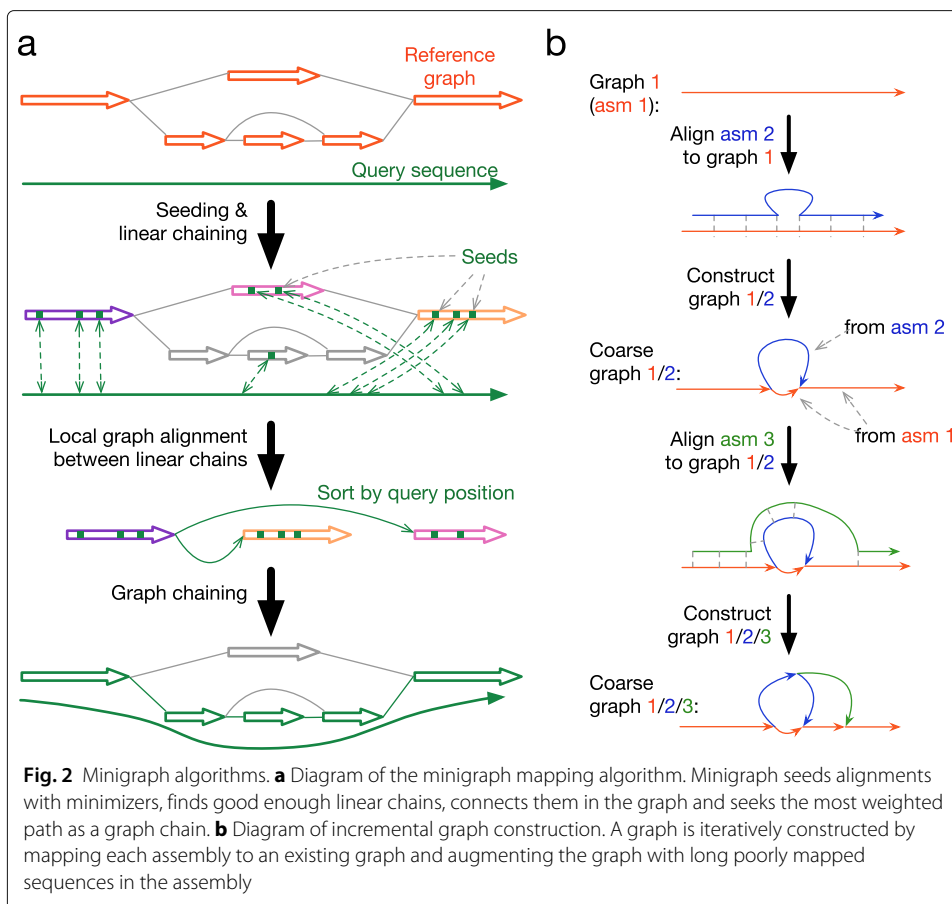 a
Reference
graph
Query sequence
Seeding &
linear chaining
Seeds
Local graph alignment
between linear chains
Sort by query position
Graph chaining
b
Graph 1
(asm 1):
Align asm 2
to graph 1
Construct
graph 1/2
from asm 2
Coarse
graph 1/2:
from asm 1
Align asm 3
to graph 1/2
Construct
graph 1/2/3
Coarse
graph 1/2/3:
Fig. 2 Minigraph algorithms. a Diagram of the minigraph mapping algorithm. Minigraph seeds alignments
with minimizers, finds good enough linear chains, connects them in the graph and seeks the most weighted
path as a graph chain. b Diagram of incremental graph construction. A graph is iteratively constructed by
mapping each assembly to an existing graph and augmenting the graph with long poorly mapped
sequences in the assembly